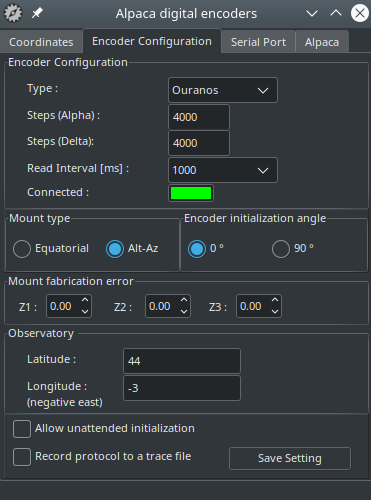 Alpaca digital encoders
Coordinates Encoder Configuration Serial Port Alpaca
Encoder Configuration
Type : Ouranos
Steps (Alpha) : 4000
Steps (Delta): 4000
Read Interval [ms] : 1000
Connected :
Mount type Encoder initialization angle
Equatorial Alt-Az 0 ° 90 °
Mount fabrication error
Z1 : 0.00 Z2 : 0.00 Z3 : 0.00
Observatory
Latitude : 44
Longitude : -3
(negative east)
Allow unattended initialization
Record protocol to a trace file Save Setting